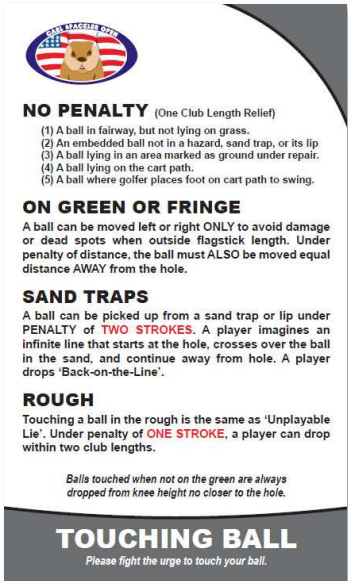 CARL SPACKLER OPEN
NO PENALTY (One Club Length Relief)
(1) A ball in fairway, but not lying on grass.
(2) An embedded ball not in a hazard, sand trap, or its lip
(3) A ball lying in an area marked as ground under repair.
(4) A ball lying on the cart path.
(5) A ball where golfer places foot on cart path to swing.
ON GREEN OR FRINGE
A ball can be moved left or right ONLY to avoid damage
or dead spots when outside flagstick length. Under
penalty of distance, the ball must ALSO be moved equal
distance AWAY from the hole.
SAND TRAPS
A ball can be picked up from a sand trap or lip under
PENALTY of TWO STROKES. A player imagines an
infinite line that starts at the hole, crosses over the ball
in the sand, and continue away from hole. A player
drops ‘Back-on-the-Line’.
ROUGH
Touching a ball in the rough is the same as ‘Unplayable
Lie’. Under penalty of ONE STROKE, a player can drop
within two club lengths.
Balls touched when not on the green are always
dropped from knee height no closer to the hole.
TOUCHING BALL
Please fight the urge to touch your ball.